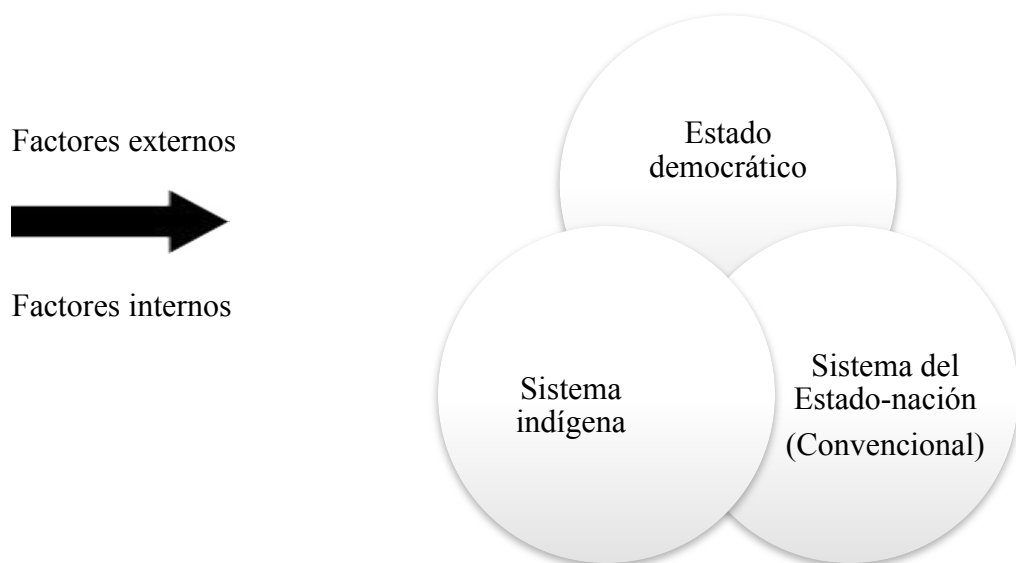 Factores externos
Factores internos
Estado
democrático
Sistema
indígena
Sistema del
Estado-nación
(Convencional)